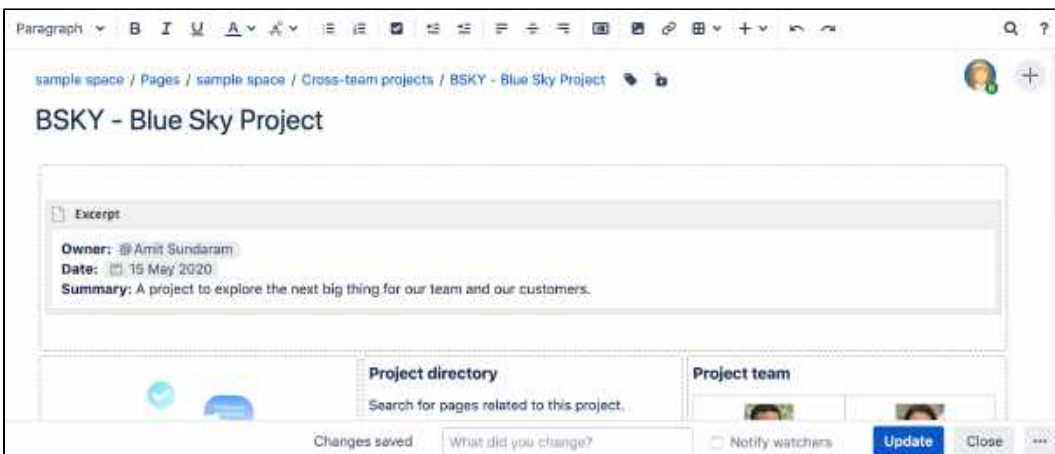 Paragraph B I U A
sample space / Pages / sample space / Cross-team projects / BSKY - Blue Sky Project
BSKY - Blue Sky Project
Excerpt
Owner: @Amit Sundaram
Date: 15 May 2020
Summary: A project to explore the next big thing for our team and our customers.
Project directory
Search for pages related to this project.
Project team
Changes saved What did you change? Notify watchers Update Close ...